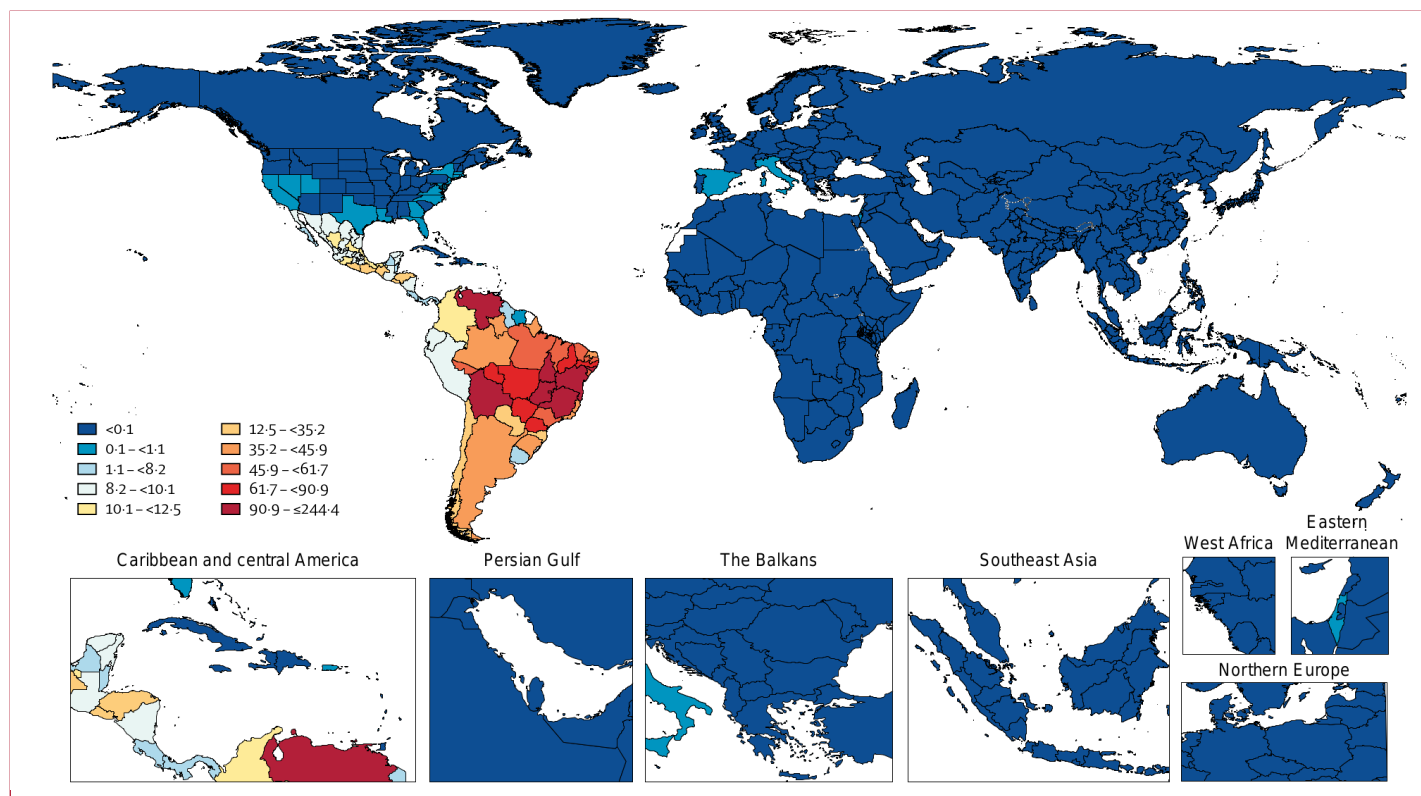 <0·1
0·1 – <1·1
1·1 – <8·2
8·2 – <10·1
10·1 – <12·5
12·5 – <35·2
35·2 – <45·9
45·9 – <61·7
61·7 – <90·9
90·9 – ≤244·4
Caribbean and central America
Persian Gulf
The Balkans
Southeast Asia
West Africa
Eastern
Mediterranean
Northern Europe